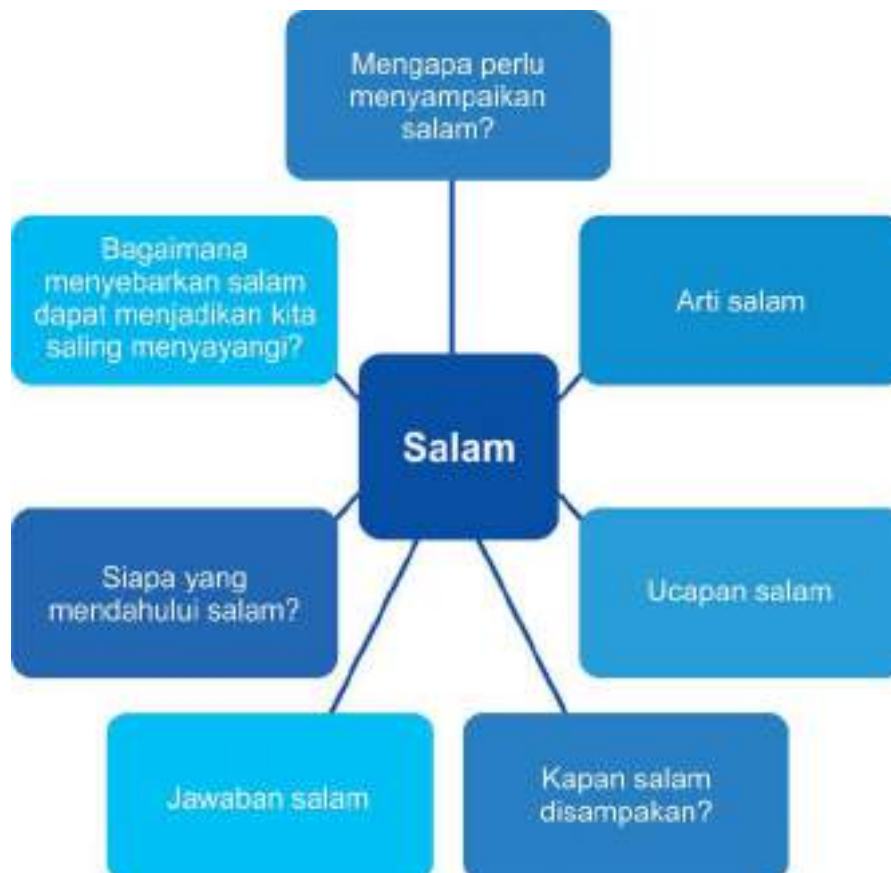 Mengapa perlu
menyampaikan
salam?
Bagaimana
menyebarkan salam
dapat menjadikan kita
saling menyayangi?
Arti salam
Salam
Siapa yang
mendahului salam?
Ucapan salam
Jawaban salam
Kapan salam
disampakan?